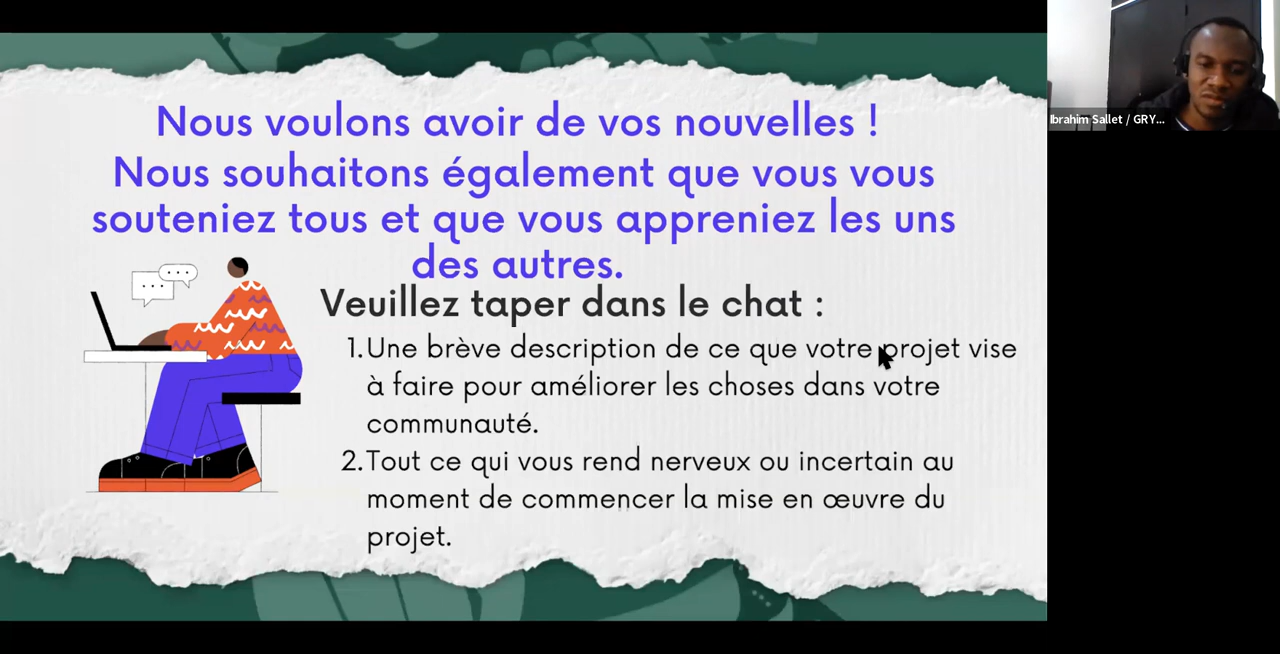 Nous voulons avoir de vos nouvelles !
Nous souhaitons également que vous vous
souteniez tous et que vous appreniez les uns
des autres.
Veuillez taper dans le chat :
1.Une brève description de ce que votre projet vise
à faire pour améliorer les choses dans votre
communauté.
2.Tout ce qui vous rend nerveux ou incertain au
moment de commencer la mise en œuvre du
projet.
Ibrahim Sallet / GRY...